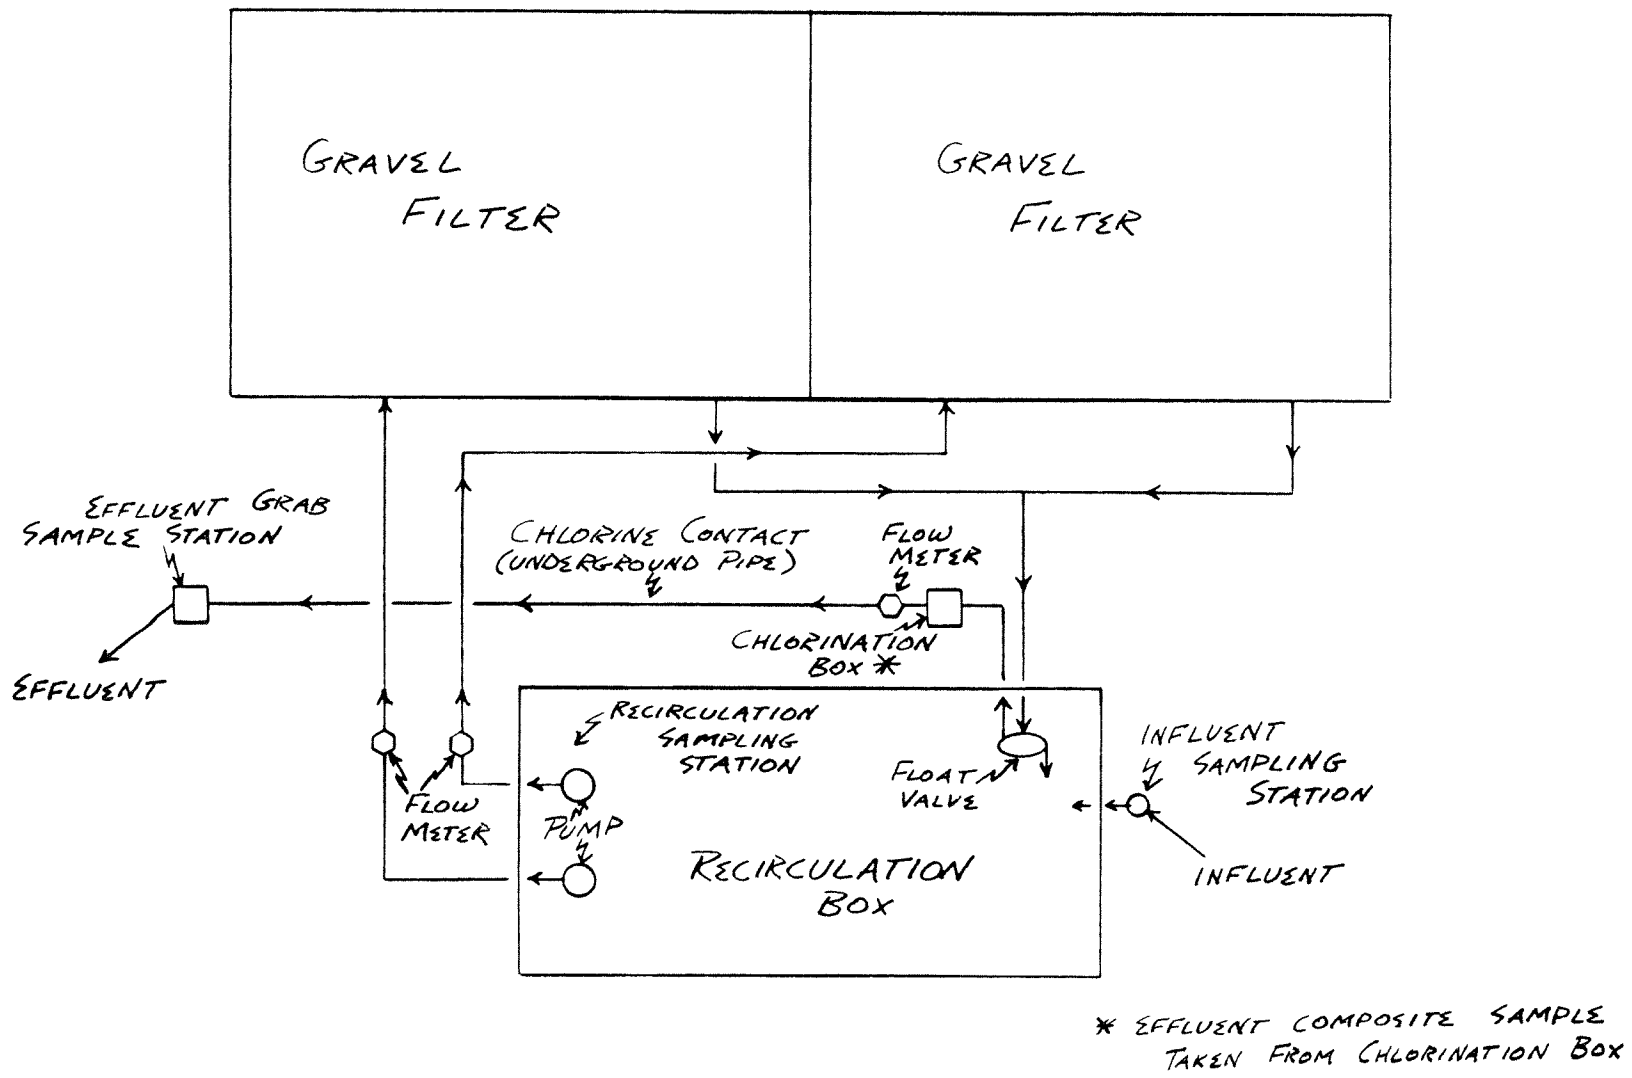 GRAVEL
FILTER
GRAVEL
FILTER
EFFLUENT GRAB
SAMPLE STATION
CHLORINE CONTACT
(UNDERGROUND PIPE)
FLOW
METER
CHLORINATION
BOX *
EFFLUENT
RECIRCULATION
SAMPLING
STATION
FLOAT
VALVE
INFLUENT
SAMPLING
STATION
FLOW
METER
PUMP
RECIRCULATION
BOX
INFLUENT
* EFFLUENT COMPOSITE SAMPLE
TAKEN FROM CHLORINATION BOX